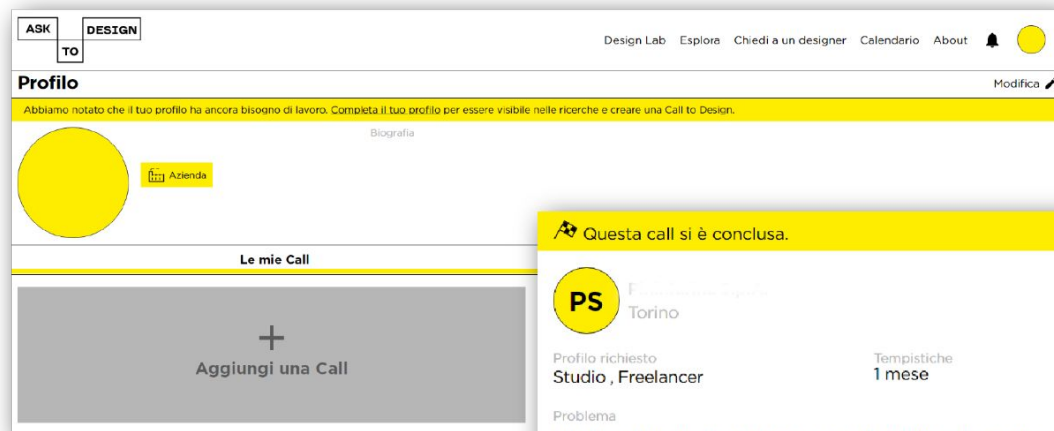 ASK
DESIGN
TO
Design Lab Esplora Chiedi a un designer Calendario About
Profilo
Modifica
Abbiamo notato che il tuo profilo ha ancora bisogno di lavoro. Completa il tuo profilo per essere visibile nelle ricerche e creare una Call to Design.
Biografia
Azienda
Le mie Call
+
Aggiungi una Call
Questa call si è conclusa.
PS
Torino
Profilo richiesto
Tempistiche
Studio , Freelancer
1 mese
Problema